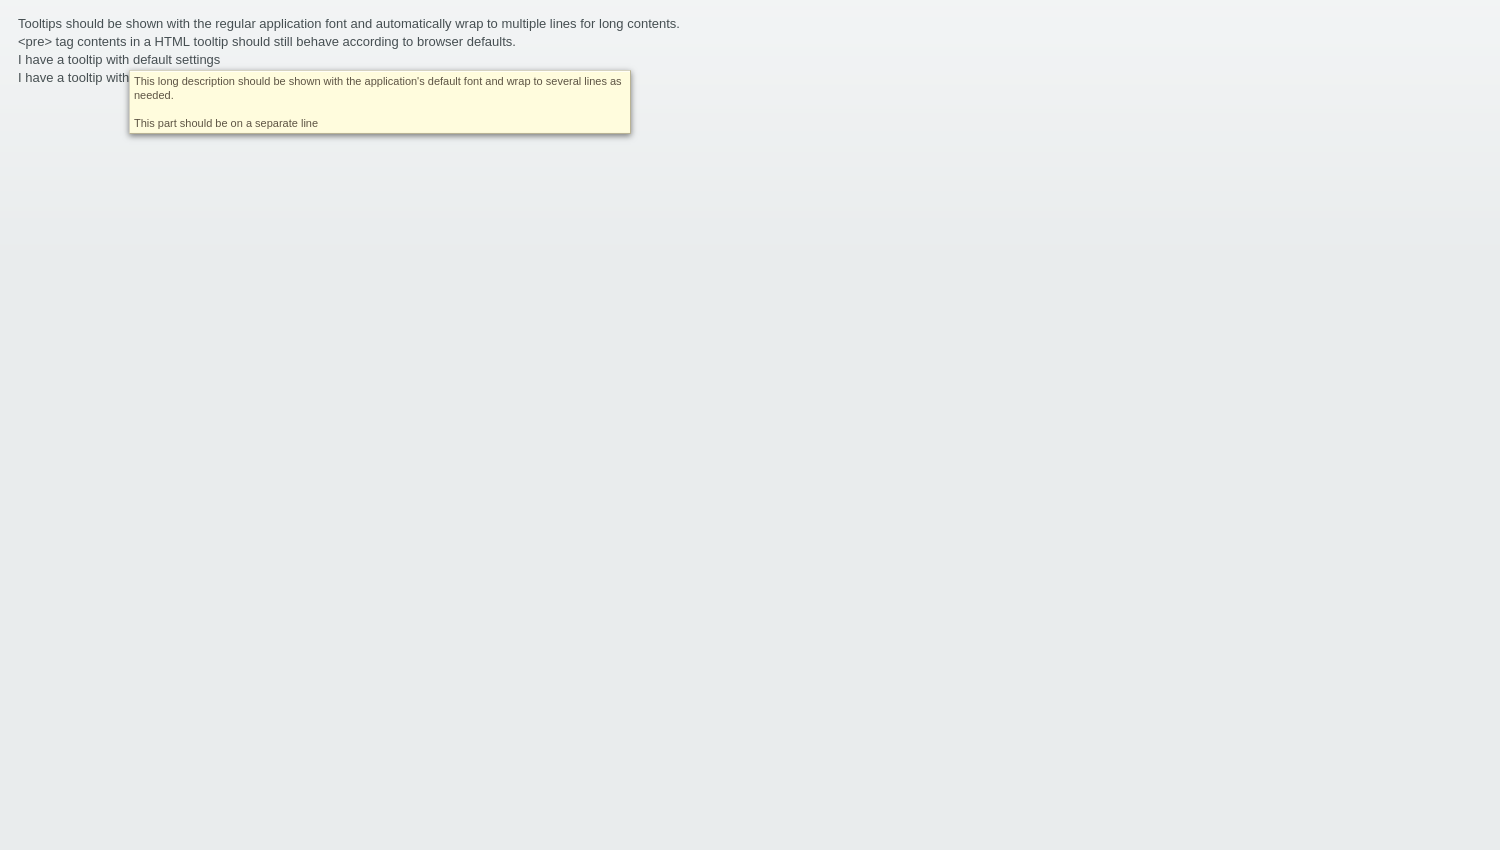 Tooltips should be shown with the regular application font and automatically wrap to multiple lines for long contents.
<pre> tag contents in a HTML tooltip should still behave according to browser defaults.
I have a tooltip with default settings
I have a tooltip with
This long description should be shown with the application's default font and wrap to several lines as
needed.
This part should be on a separate line